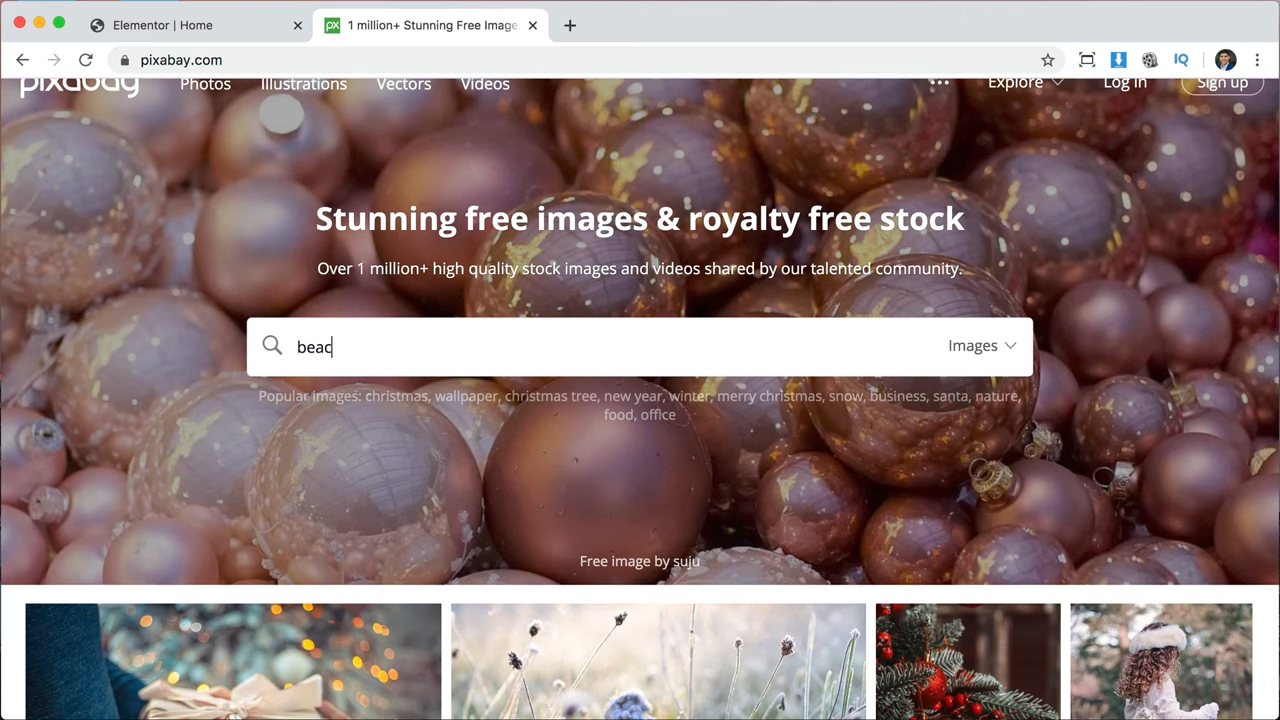 Elementor | Home
px 1 million+ Stunning Free Image
pixabay.com
IQ
pixabay Photos Illustrations Vectors Videos Explore Log in Sign up
Stunning free images & royalty free stock
Over 1 million+ high quality stock images and videos shared by our talented community.
beac Images
Popular images: christmas, wallpaper, christmas tree, new year, winter, merry christmas, snow, business, santa, nature,
food, office
Free image by suju